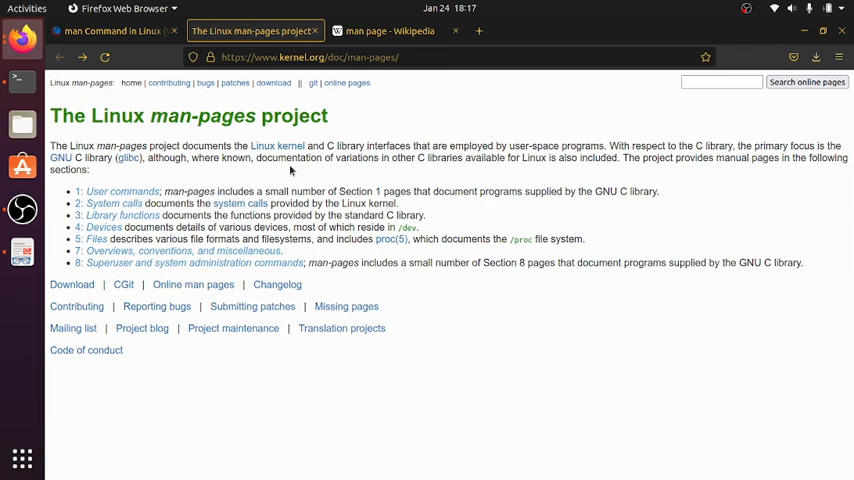 Activities Firefox Web Browser Jan 24 18:17
man Command in Linux ( The Linux man-pages project man page - Wikipedia
https://www.kernel.org/doc/man-pages/
Linux man-pages: home | contributing | bugs | patches | download || git | online pages Search online pages
The Linux man-pages project
The Linux man-pages project documents the Linux kernel and C library interfaces that are employed by user-space programs. With respect to the C library, the primary focus is the
GNU C library (glibc), although, where known, documentation of variations in other C libraries available for Linux is also included. The project provides manual pages in the following
sections:
• 1: User commands; man-pages includes a small number of Section 1 pages that document programs supplied by the GNU C library.
• 2: System calls documents the system calls provided by the Linux kernel.
• 3: Library functions documents the functions provided by the standard C library.
• 4: Devices documents details of various devices, most of which reside in /dev.
• 5: Files describes various file formats and filesystems, and includes proc(5), which documents the /proc file system.
• 7: Overviews, conventions, and miscellaneous.
• 8: Superuser and system administration commands; man-pages includes a small number of Section 8 pages that document programs supplied by the GNU C library.
Download | CGit | Online man pages | Changelog
Contributing | Reporting bugs | Submitting patches | Missing pages
Mailing list | Project blog | Project maintenance | Translation projects
Code of conduct